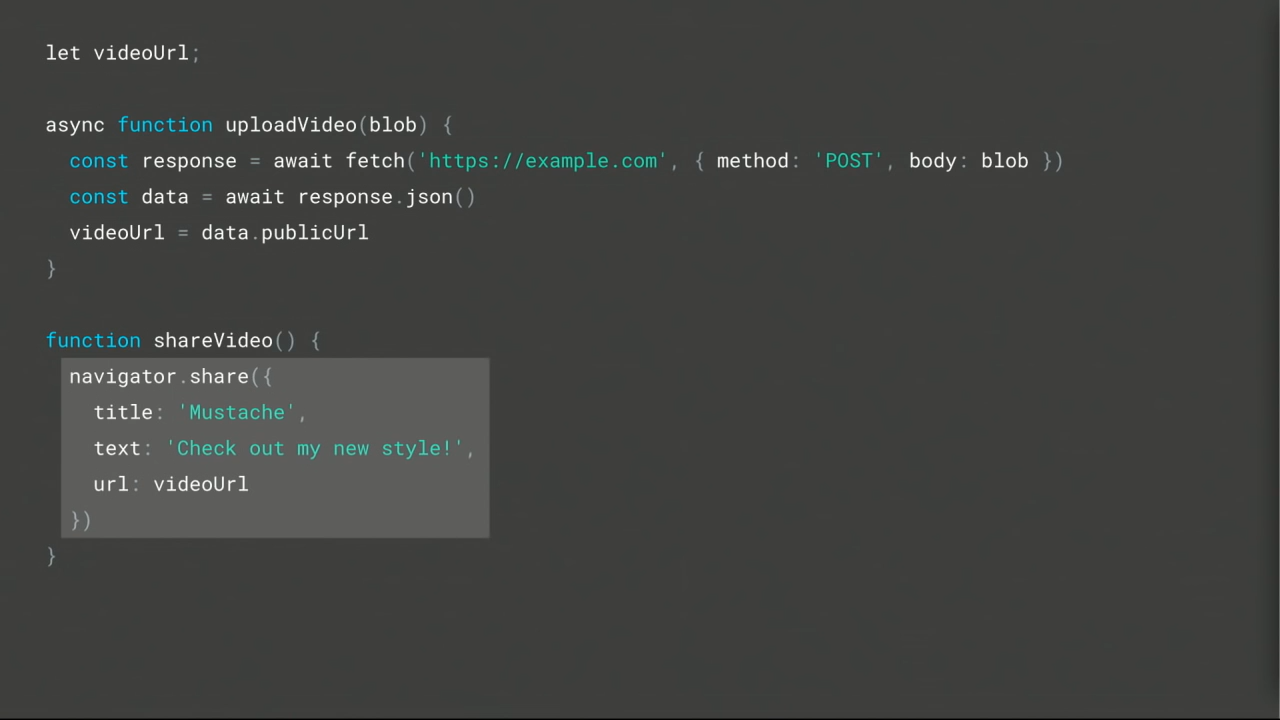 let videoUrl;
async function uploadVideo(blob) {
const response = await fetch('https://example.com', { method: 'POST', body: blob })
const data = await response.json()
videoUrl = data.publicUrl
}
function shareVideo() {
navigator.share({
title: 'Mustache',
text: 'Check out my new style!',
url: videoUrl
})
}